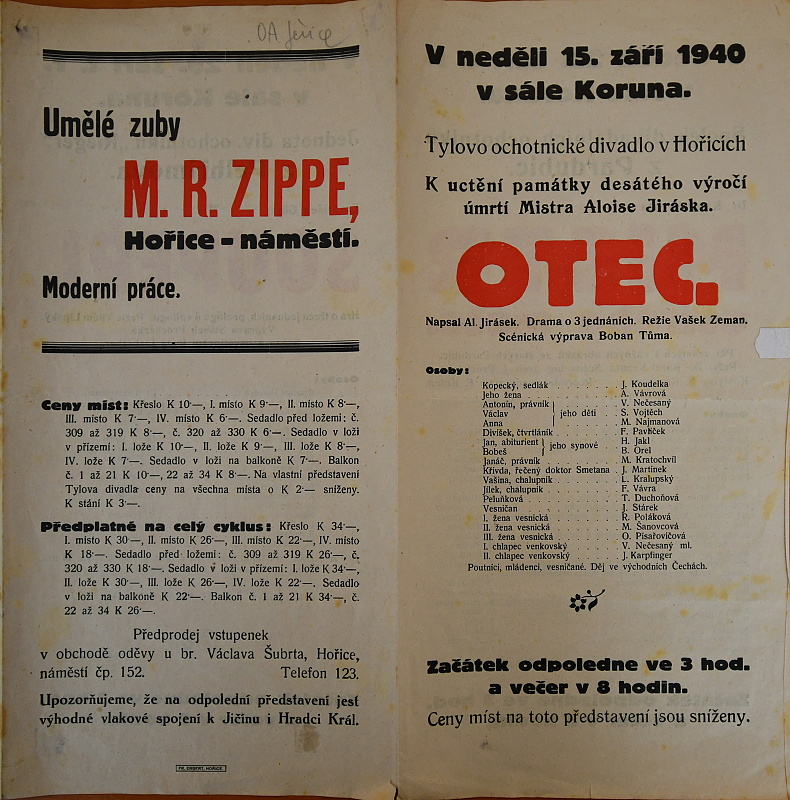 OA Jeřice
Umělé zuby
M. R. ZIPPE,
Hořice - náměstí.
Moderní práce.
Ceny míst: Křeslo K 10·—, I. místo K 9·—, II. místo K 8·—,
III. místo K 7·—, IV. místo K 6·—. Sedadlo před ložemi: č.
309 až 319 K 8·—, č. 320 až 330 K 6·—. Sedadlo v loži
v přízemí: I. lože K 10·—, II. lože K 9·—, III. lože K 8·—,
IV. lože K 7·—. Sedadlo v loži na balkoně K 7·—. Balkon
č. 1 až 21 K 10·—, 22 až 34 K 8·—. Na vlastní představení
Tylova divadla ceny na všechna místa o K 2·— sníženy.
K stání K 3·—.
Předplatné na celý cyklus: Křeslo K 34·—,
I. místo K 30·—, II. místo K 26·—, III. místo K 22·—, IV. místo
K 18·—. Sedadlo před ložemi: č. 309 až 319 K 26·—, č.
320 až 330 K 18·—. Sedadlo v loži v přízemí: I. lože K 34·—,
II. lože K 30·—, III. lože K 26·—, IV. lože K 22·—. Sedadlo
v loži na balkoně K 22·—. Balkon č. 1 až 21 K 34·—, č.
22 až 34 K 26·—.
Předprodej vstupenek
v obchodě oděvy u br. Václava Šubrta, Hořice,
náměstí čp. 152. Telefon 123.
Upozorňujeme, že na odpolední představení jest
výhodné vlakové spojení k Jičínu i Hradci Král.
FR. ERBERT, HOŘICE.
V neděli 15. září 1940
v sále Koruna.
Tylovo ochotnické divadlo v Hořicích
K uctění památky desátého výročí
úmrtí Mistra Aloise Jiráska.
OTEC.
Napsal Al. Jirásek. Drama o 3 jednáních. Režie Vašek Zeman.
Scénická výprava Boban Tůma.
Osoby:
Kopecký, sedlák . . . . . . . . J. Koudelka
Jeho žena . . . . . . . . . . A. Vávrová
Antonín, právník } V. Nečesaný
Václav } jeho děti . . . . S. Vojtěch
Anna } M. Najmanová
Divíšek, čtvrtláník . . . . . . . F. Pavlíček
Jan, abiturient } jeho synové . . H. Jakl
Bobeš } B. Orel
Janáč, právník . . . . . . . . M. Kratochvíl
Křivda, řečený doktor Smetana . J. Martinek
Vašina, chalupník . . . . . . . L. Kralupský
Jílek, chalupník . . . . . . . . F. Vávra
Peluňková . . . . . . . . . . T. Duchoňová
Vesničan . . . . . . . . . . J. Stárek
I. žena vesnická . . . . . . . R. Poláková
II. žena vesnická . . . . . . . M. Šanovcová
III. žena vesnická . . . . . . . O. Písařovičová
I. chlapec venkovský . . . . . . V. Nečesaný ml.
II. chlapec venkovský . . . . . J. Karpfinger
Poutníci, mládenci, vesničané. Děj ve východních Čechách.
Začátek odpoledne ve 3 hod.
a večer v 8 hodin.
Ceny míst na toto představení jsou sníženy.